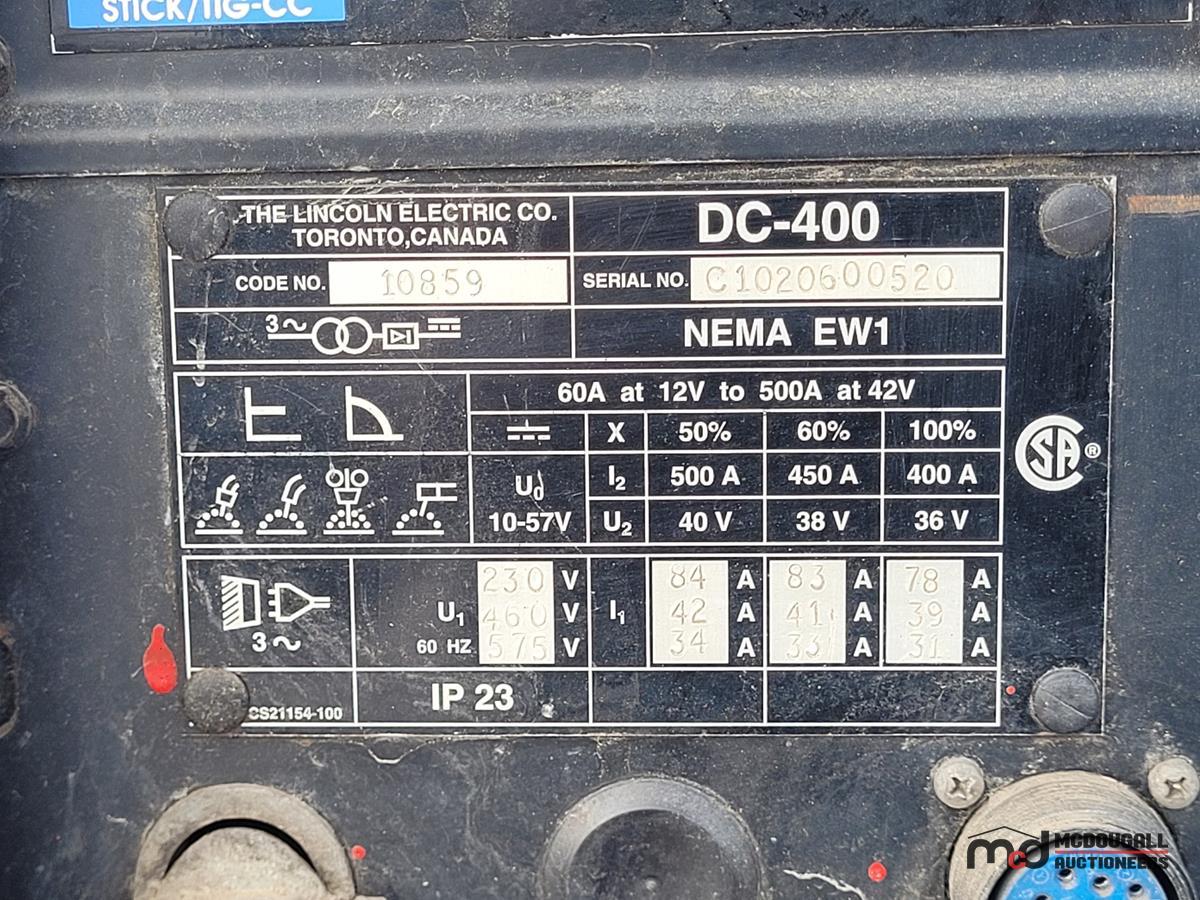 STICK/TIG-CC
THE LINCOLN ELECTRIC CO.
TORONTO,CANADA
DC-400
CODE NO. 10859
SERIAL NO. C1020600520
3~
NEMA EW1
60A at 12V to 500A at 42V
X 50% 60% 100%
U0
10-57V
I2 500 A 450 A 400 A
U2 40 V 38 V 36 V
230 V 84 A 83 A 78 A
U1 460 V I1 42 A 41 A 39 A
60 HZ 575 V 34 A 33 A 31 A
3~
CS21154-100
IP 23
CSA ®
mcd MCDOUGALL
AUCTIONEERS